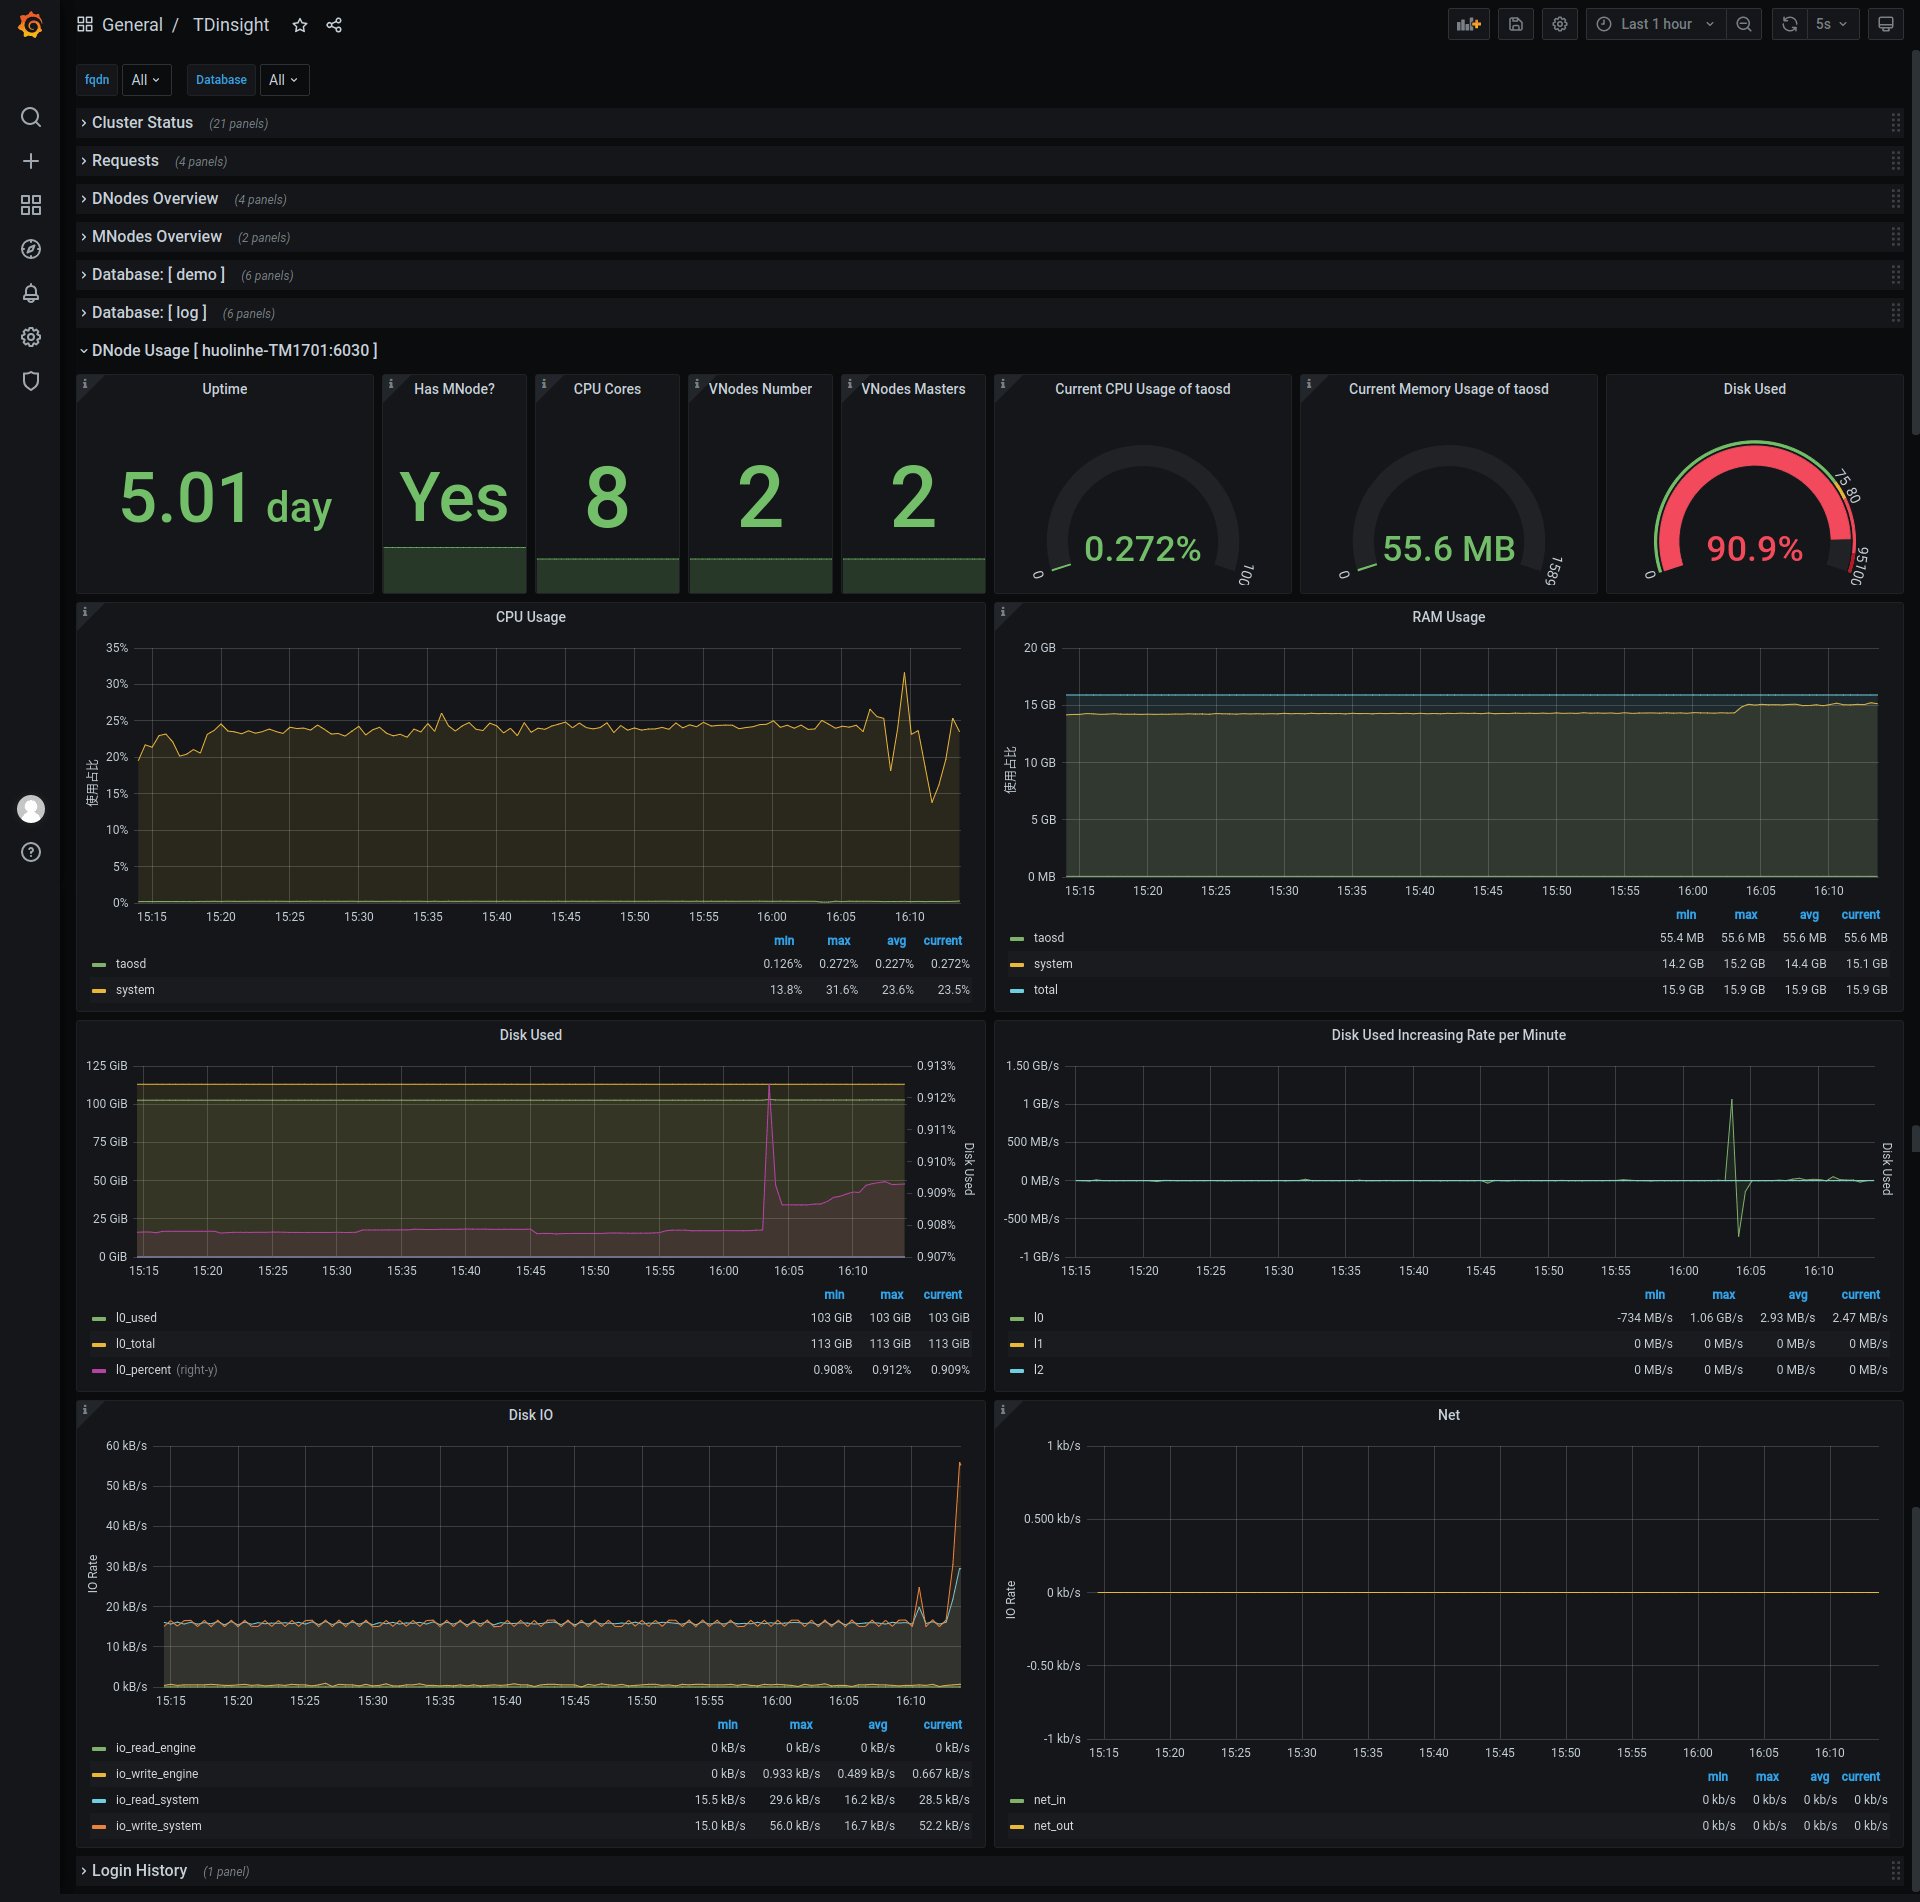 General / TDinsight
Last 1 hour
5s
fqdn All Database All
Cluster Status (21 panels)
Requests (4 panels)
DNodes Overview (4 panels)
MNodes Overview (2 panels)
Database: [ demo ] (6 panels)
Database: [ log ] (6 panels)
DNode Usage [ huolinhe-TM1701:6030 ]
Uptime
5.01 day
Has MNode?
Yes
CPU Cores
8
VNodes Number
2
VNodes Masters
2
Current CPU Usage of taosd
0.272%
0 100
Current Memory Usage of taosd
55.6 MB
0 1589
Disk Used
90.9%
0 75 80 95 100
CPU Usage
使用占比
35%
30%
25%
20%
15%
10%
5%
0%
15:15 15:20 15:25 15:30 15:35 15:40 15:45 15:50 15:55 16:00 16:05 16:10
min max avg current
taosd 0.126% 0.272% 0.227% 0.272%
system 13.8% 31.6% 23.6% 23.5%
RAM Usage
使用占比
20 GB
15 GB
10 GB
5 GB
0 MB
15:15 15:20 15:25 15:30 15:35 15:40 15:45 15:50 15:55 16:00 16:05 16:10
min max avg current
taosd 55.4 MB 55.6 MB 55.6 MB 55.6 MB
system 14.2 GB 15.2 GB 14.4 GB 15.1 GB
total 15.9 GB 15.9 GB 15.9 GB 15.9 GB
Disk Used
125 GiB
100 GiB
75 GiB
50 GiB
25 GiB
0 GiB
0.913%
0.912%
0.911%
0.910%
0.909%
0.908%
0.907%
Disk Used
15:15 15:20 15:25 15:30 15:35 15:40 15:45 15:50 15:55 16:00 16:05 16:10
min max current
l0_used 103 GiB 103 GiB 103 GiB
l0_total 113 GiB 113 GiB 113 GiB
l0_percent (right-y) 0.908% 0.912% 0.909%
Disk Used Increasing Rate per Minute
1.50 GB/s
1 GB/s
500 MB/s
0 MB/s
-500 MB/s
-1 GB/s
Disk Used
15:15 15:20 15:25 15:30 15:35 15:40 15:45 15:50 15:55 16:00 16:05 16:10
min max avg current
l0 -734 MB/s 1.06 GB/s 2.93 MB/s 2.47 MB/s
l1 0 MB/s 0 MB/s 0 MB/s 0 MB/s
l2 0 MB/s 0 MB/s 0 MB/s 0 MB/s
Disk IO
IO Rate
60 kB/s
50 kB/s
40 kB/s
30 kB/s
20 kB/s
10 kB/s
0 kB/s
15:15 15:20 15:25 15:30 15:35 15:40 15:45 15:50 15:55 16:00 16:05 16:10
min max avg current
io_read_engine 0 kB/s 0 kB/s 0 kB/s 0 kB/s
io_write_engine 0 kB/s 0.933 kB/s 0.489 kB/s 0.667 kB/s
io_read_system 15.5 kB/s 29.6 kB/s 16.2 kB/s 28.5 kB/s
io_write_system 15.0 kB/s 56.0 kB/s 16.7 kB/s 52.2 kB/s
Net
IO Rate
1 kb/s
0.500 kb/s
0 kb/s
-0.50 kb/s
-1 kb/s
15:15 15:20 15:25 15:30 15:35 15:40 15:45 15:50 15:55 16:00 16:05 16:10
min max avg current
net_in 0 kb/s 0 kb/s 0 kb/s 0 kb/s
net_out 0 kb/s 0 kb/s 0 kb/s 0 kb/s
Login History (1 panel)